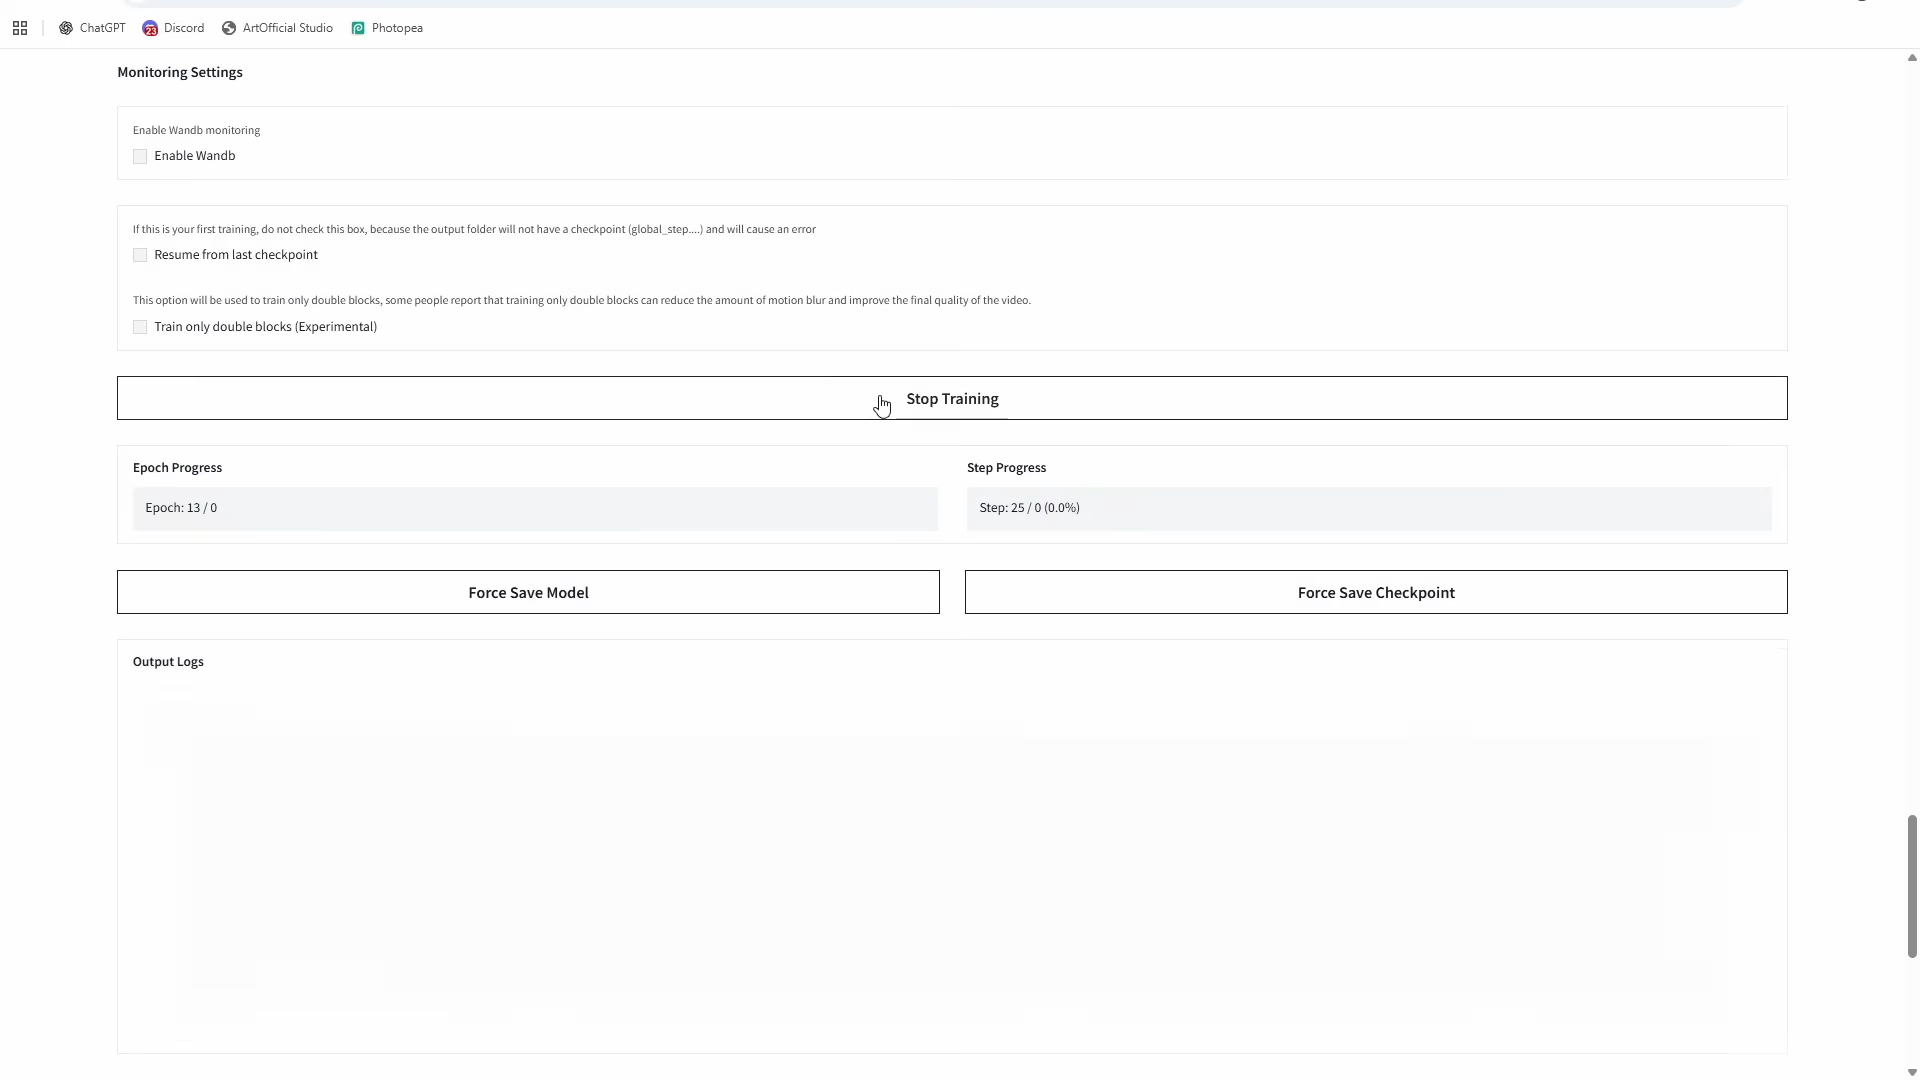 ChatGPT
23
Discord
ArtOfficial Studio
Photopea
Monitoring Settings
Enable Wandb monitoring
Enable Wandb
If this is your first training, do not check this box, because the output folder will not have a checkpoint (global_step....) and will cause an error
Resume from last checkpoint
This option will be used to train only double blocks, some people report that training only double blocks can reduce the amount of motion blur and improve the final quality of the video.
Train only double blocks (Experimental)
Stop Training
Epoch Progress
Step Progress
Epoch: 13 / 0
Step: 25 / 0 (0.0%)
Force Save Model
Force Save Checkpoint
Output Logs